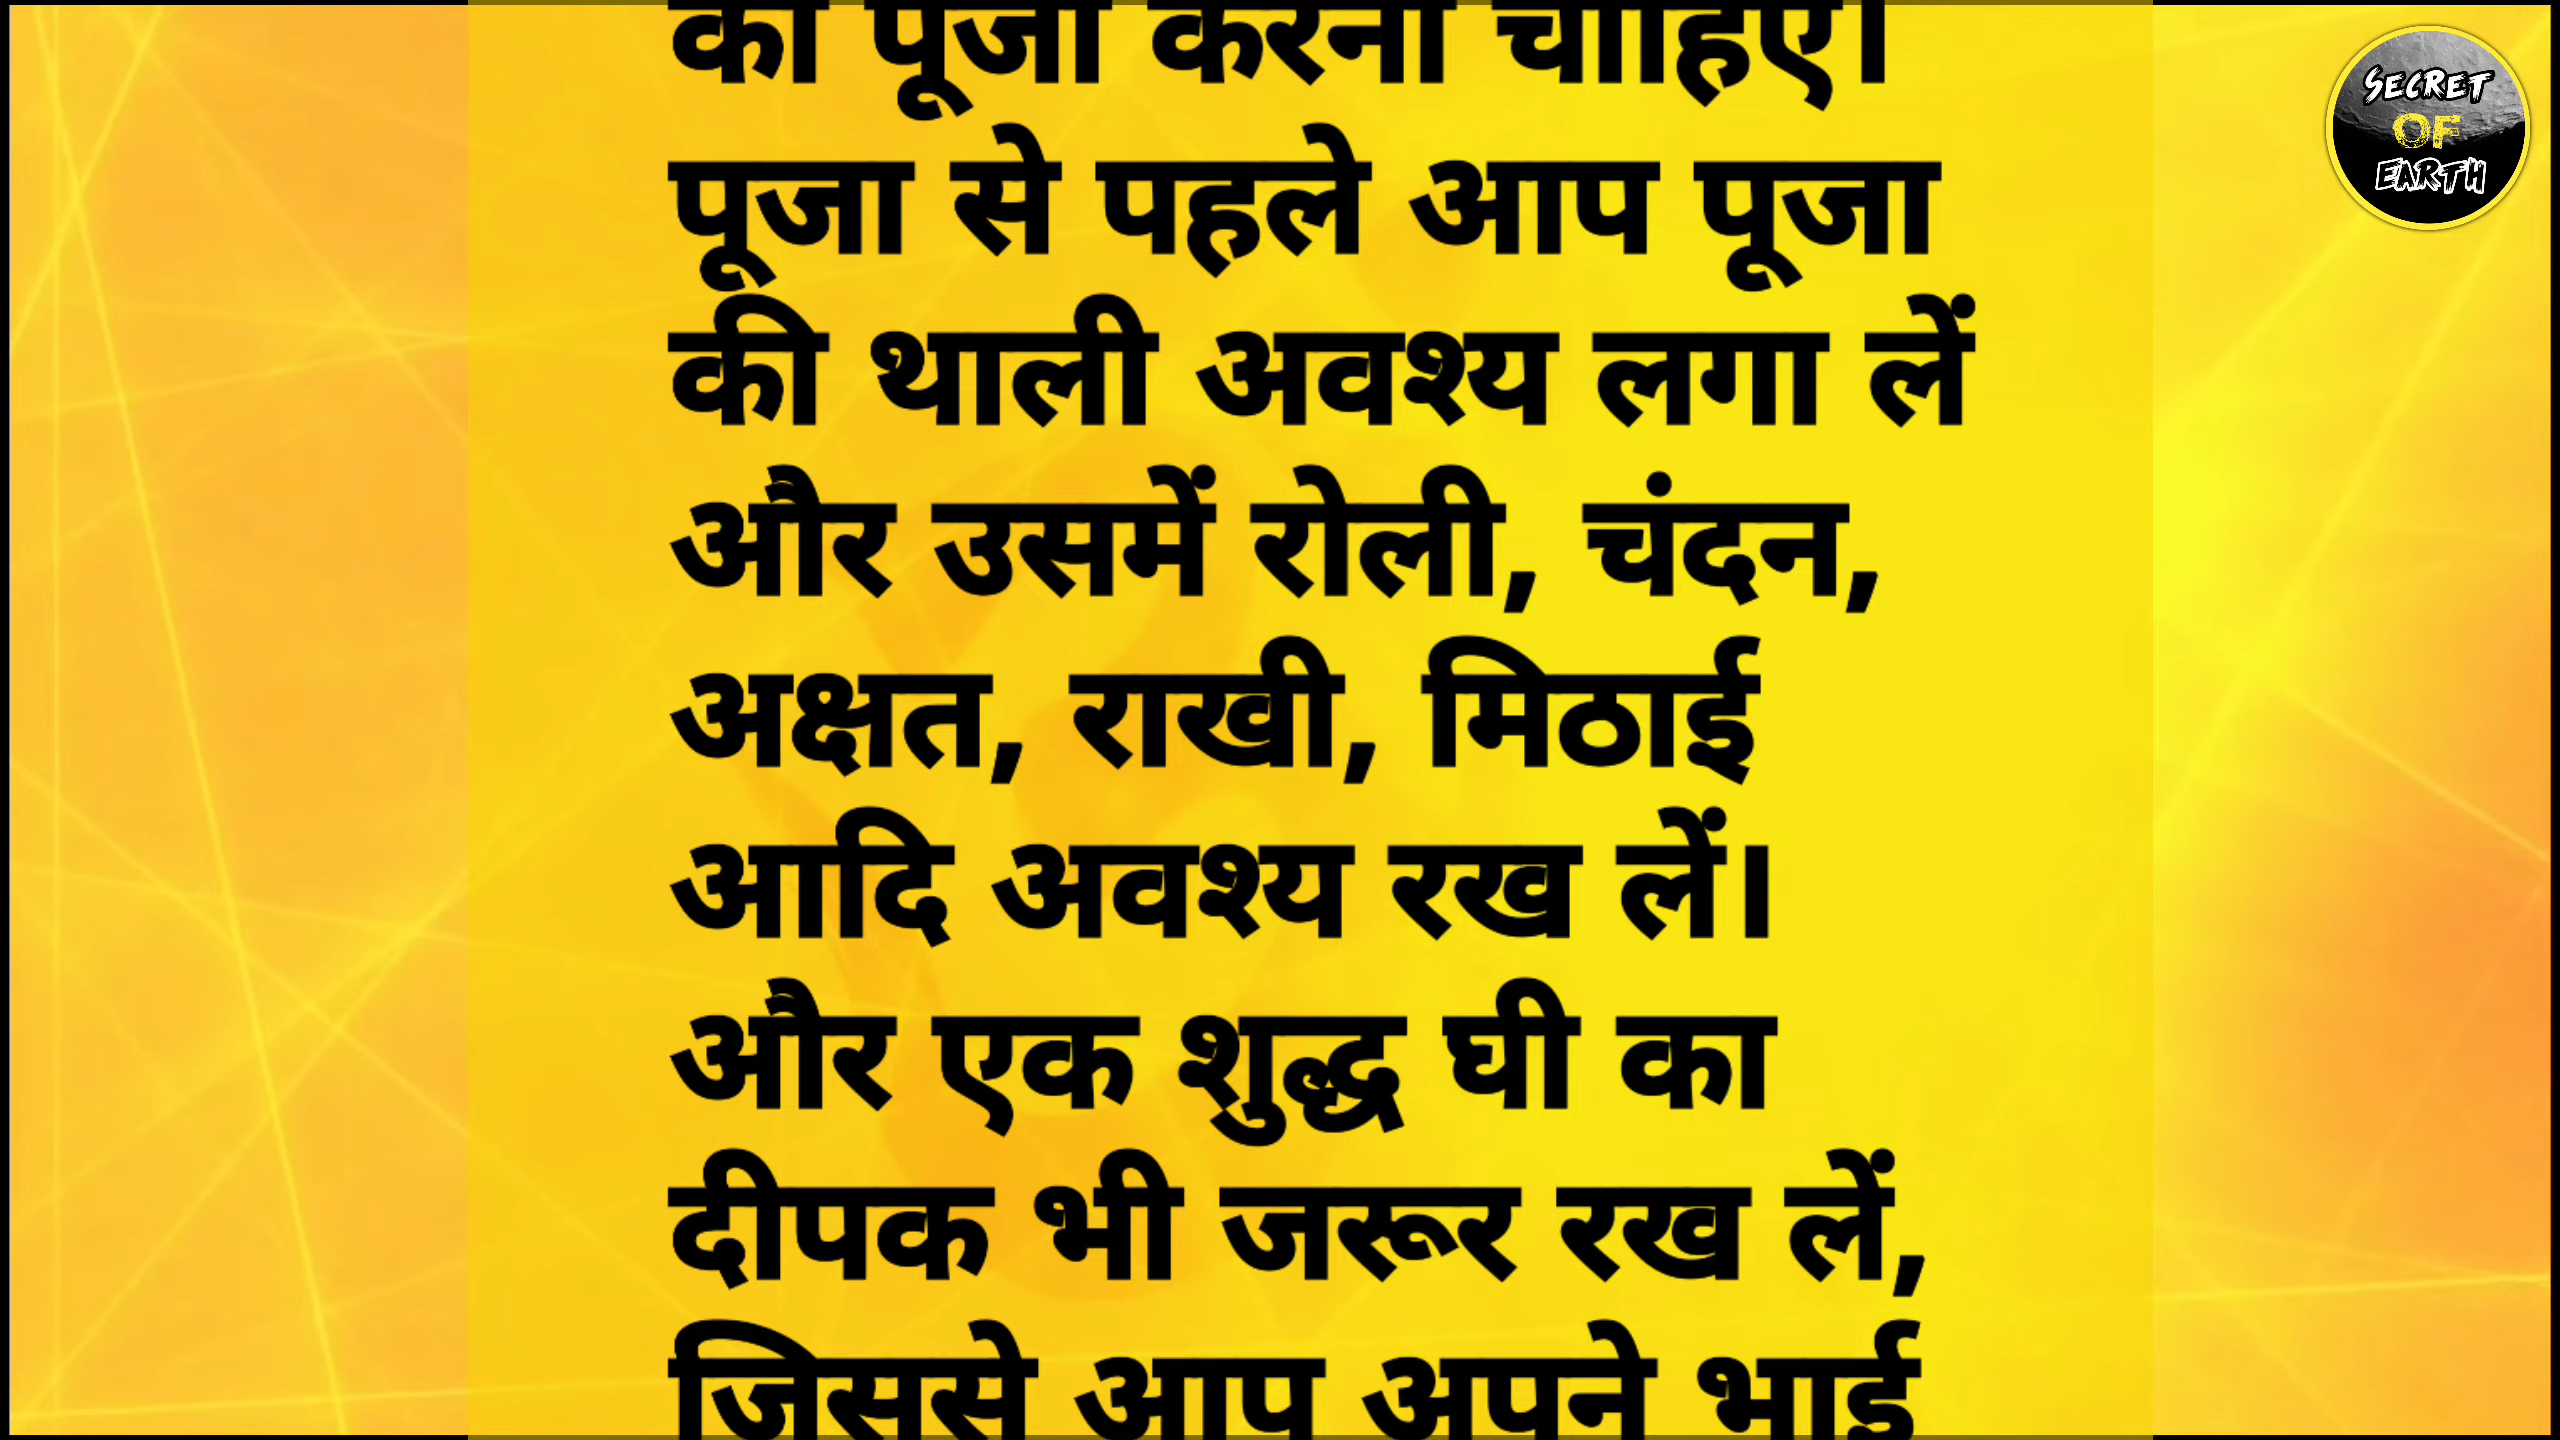 पूजा से पहले आप पूजा
की थाली अवश्य लगा लें
और उसमें रोली, चंदन,
अक्षत, राखी, मिठाई
आदि अवश्य रख लें।
और एक शुद्ध घी का
दीपक भी जरूर रख लें,
जिससे आप अपने भाई
SECRET
OF
EARTH